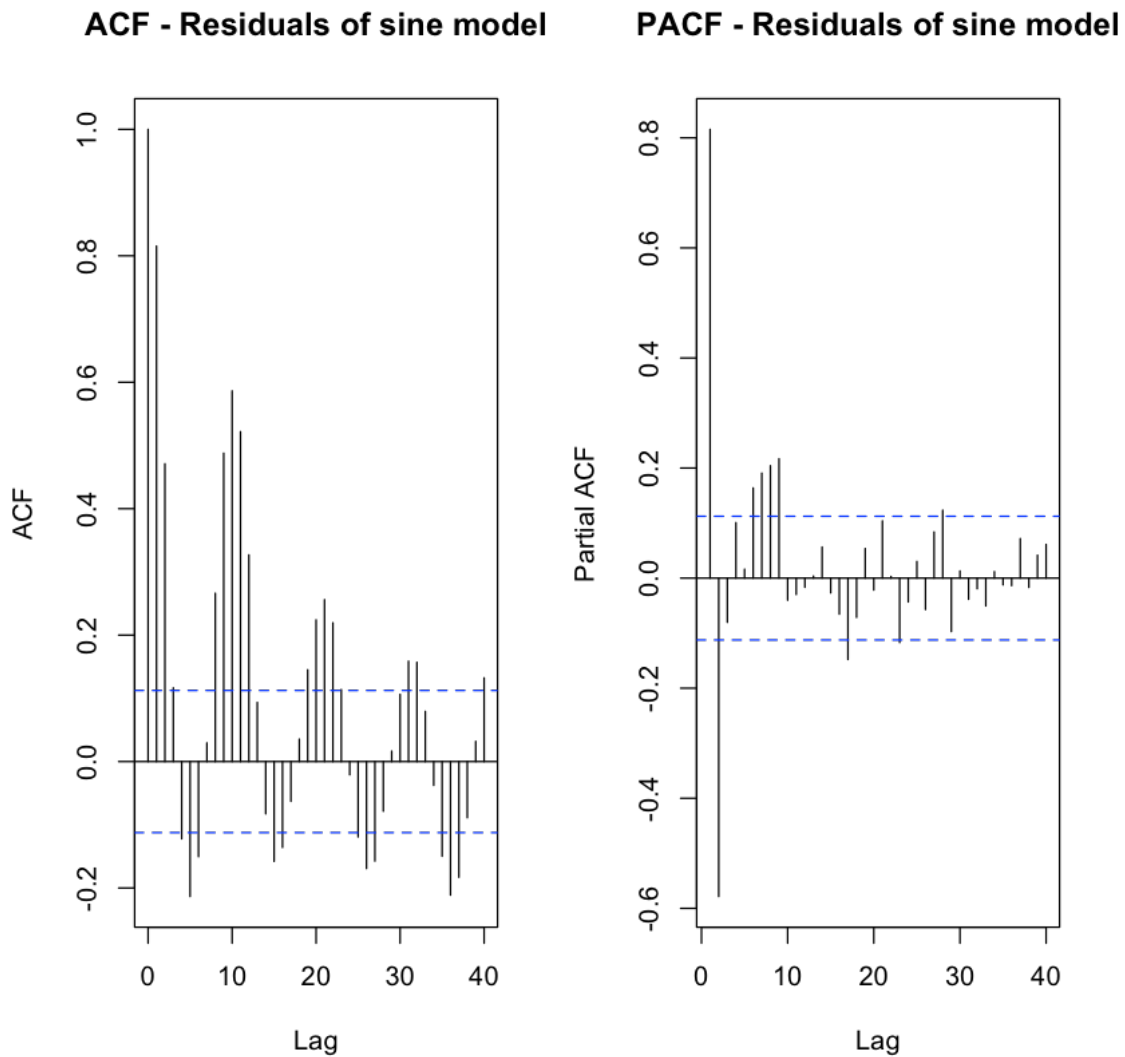 ACF - Residuals of sine model
1.0
0.8
0.6
0.4
0.2
0.0
-0.2
ACF
0 10 20 30 40
Lag
PACF - Residuals of sine model
0.8
0.6
0.4
0.2
0.0
-0.2
-0.4
-0.6
Partial ACF
0 10 20 30 40
Lag